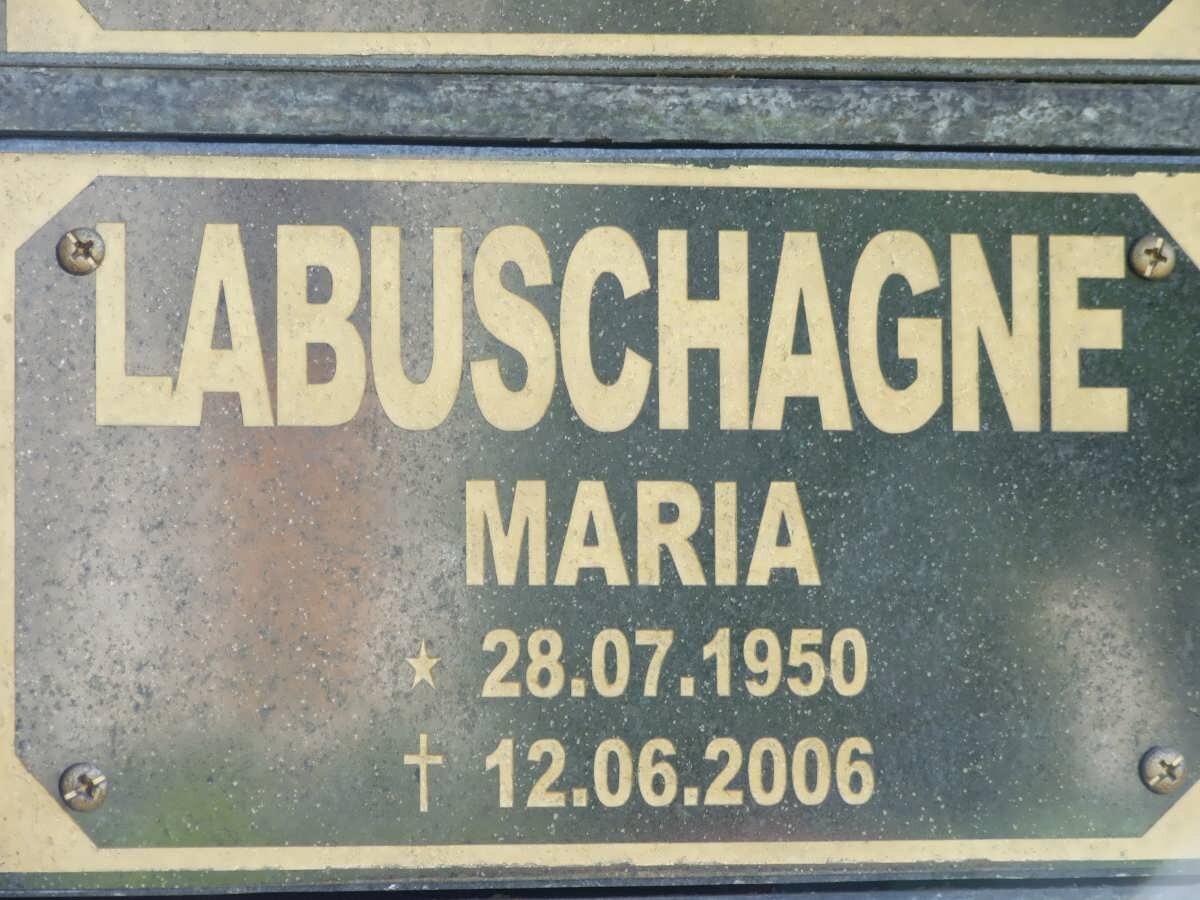 LABUSCHAGNE
MARIA
★ 28.07.1950
✝ 12.06.2006